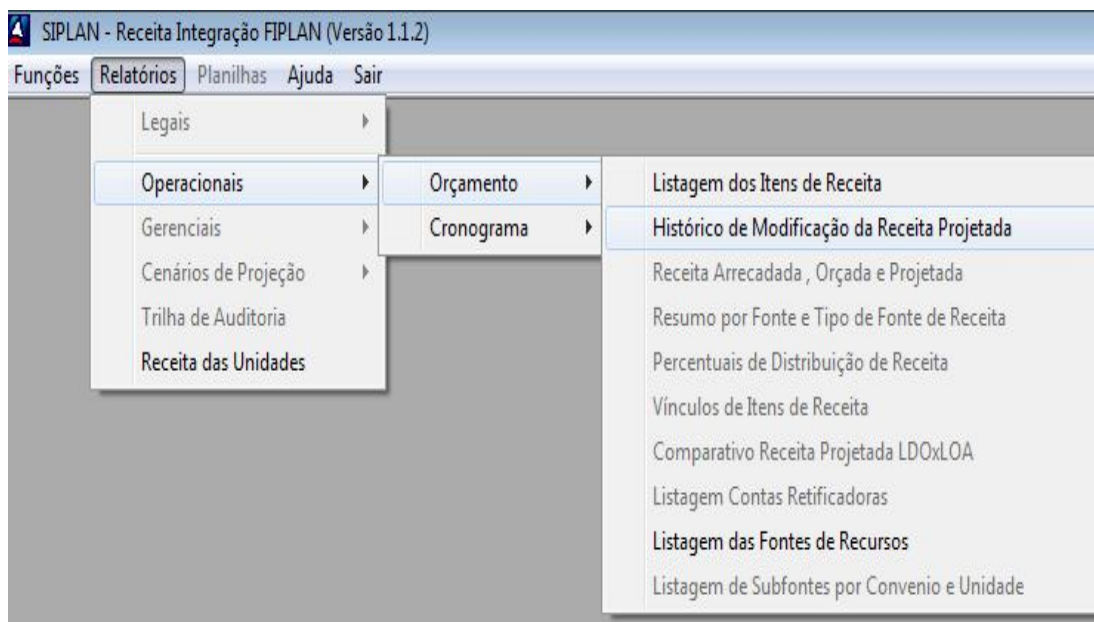 SIPLAN - Receita Integração FIPLAN (Versão 1.1.2)
Funções Relatórios Planilhas Ajuda Sair
Legais
Operacionais
Gerenciais
Cenários de Projeção
Trilha de Auditoria
Receita das Unidades
Orçamento
Cronograma
Listagem dos Itens de Receita
Histórico de Modificação da Receita Projetada
Receita Arrecadada , Orçada e Projetada
Resumo por Fonte e Tipo de Fonte de Receita
Percentuais de Distribuição de Receita
Vínculos de Itens de Receita
Comparativo Receita Projetada LDOxLOA
Listagem Contas Retificadoras
Listagem das Fontes de Recursos
Listagem de Subfontes por Convenio e Unidade